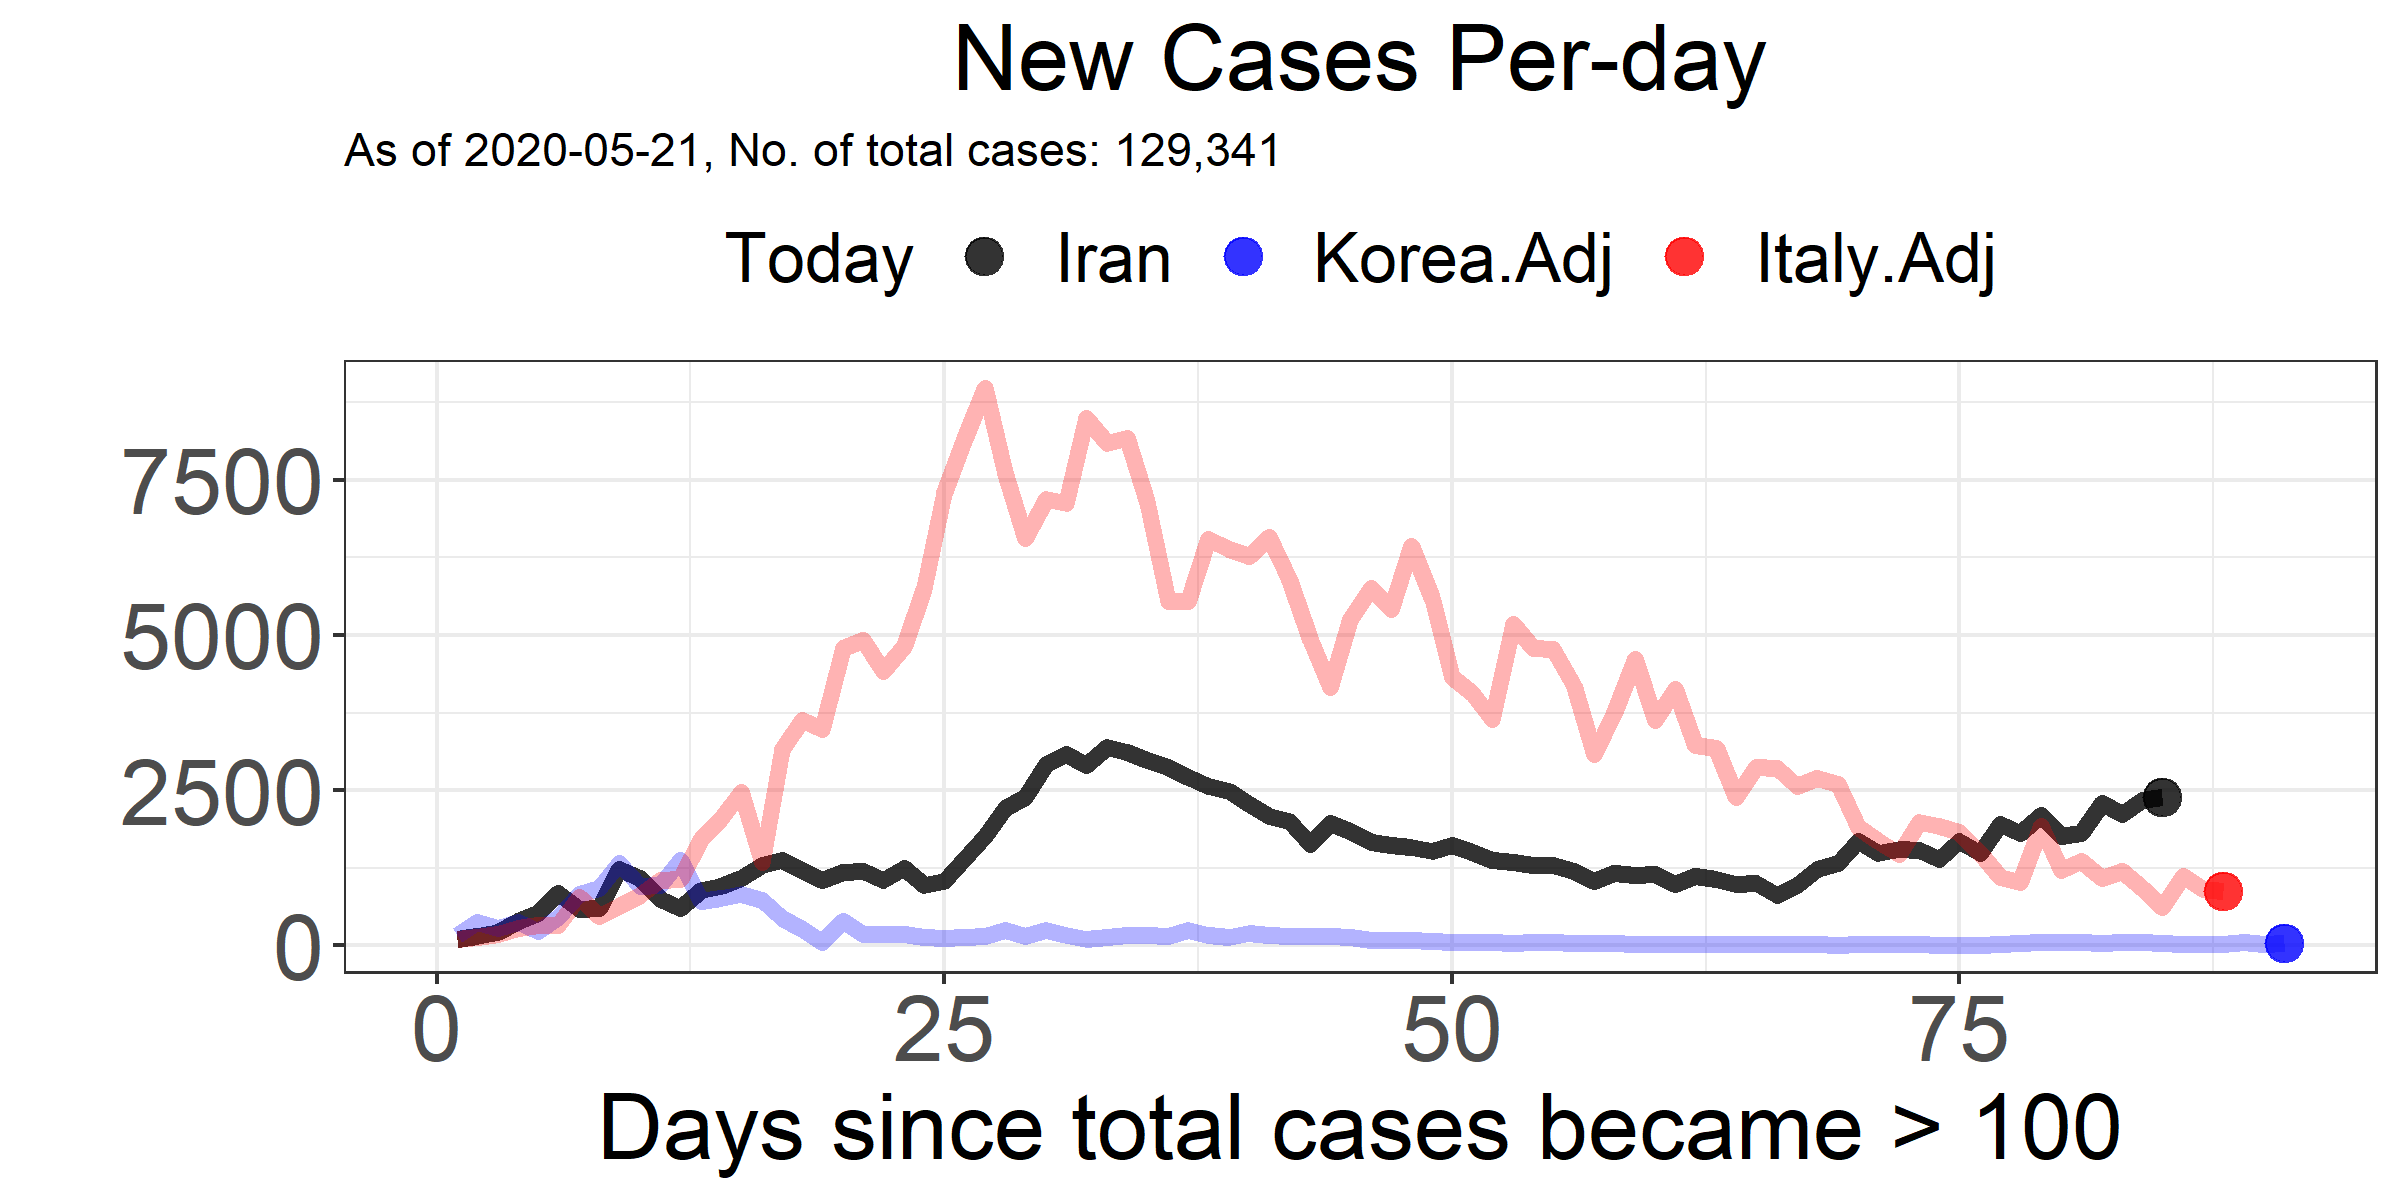 New Cases Per-day
As of 2020-05-21, No. of total cases: 129,341
Today Iran Korea.Adj Italy.Adj
7500
5000
2500
0
0 25 50 75
Days since total cases became > 100